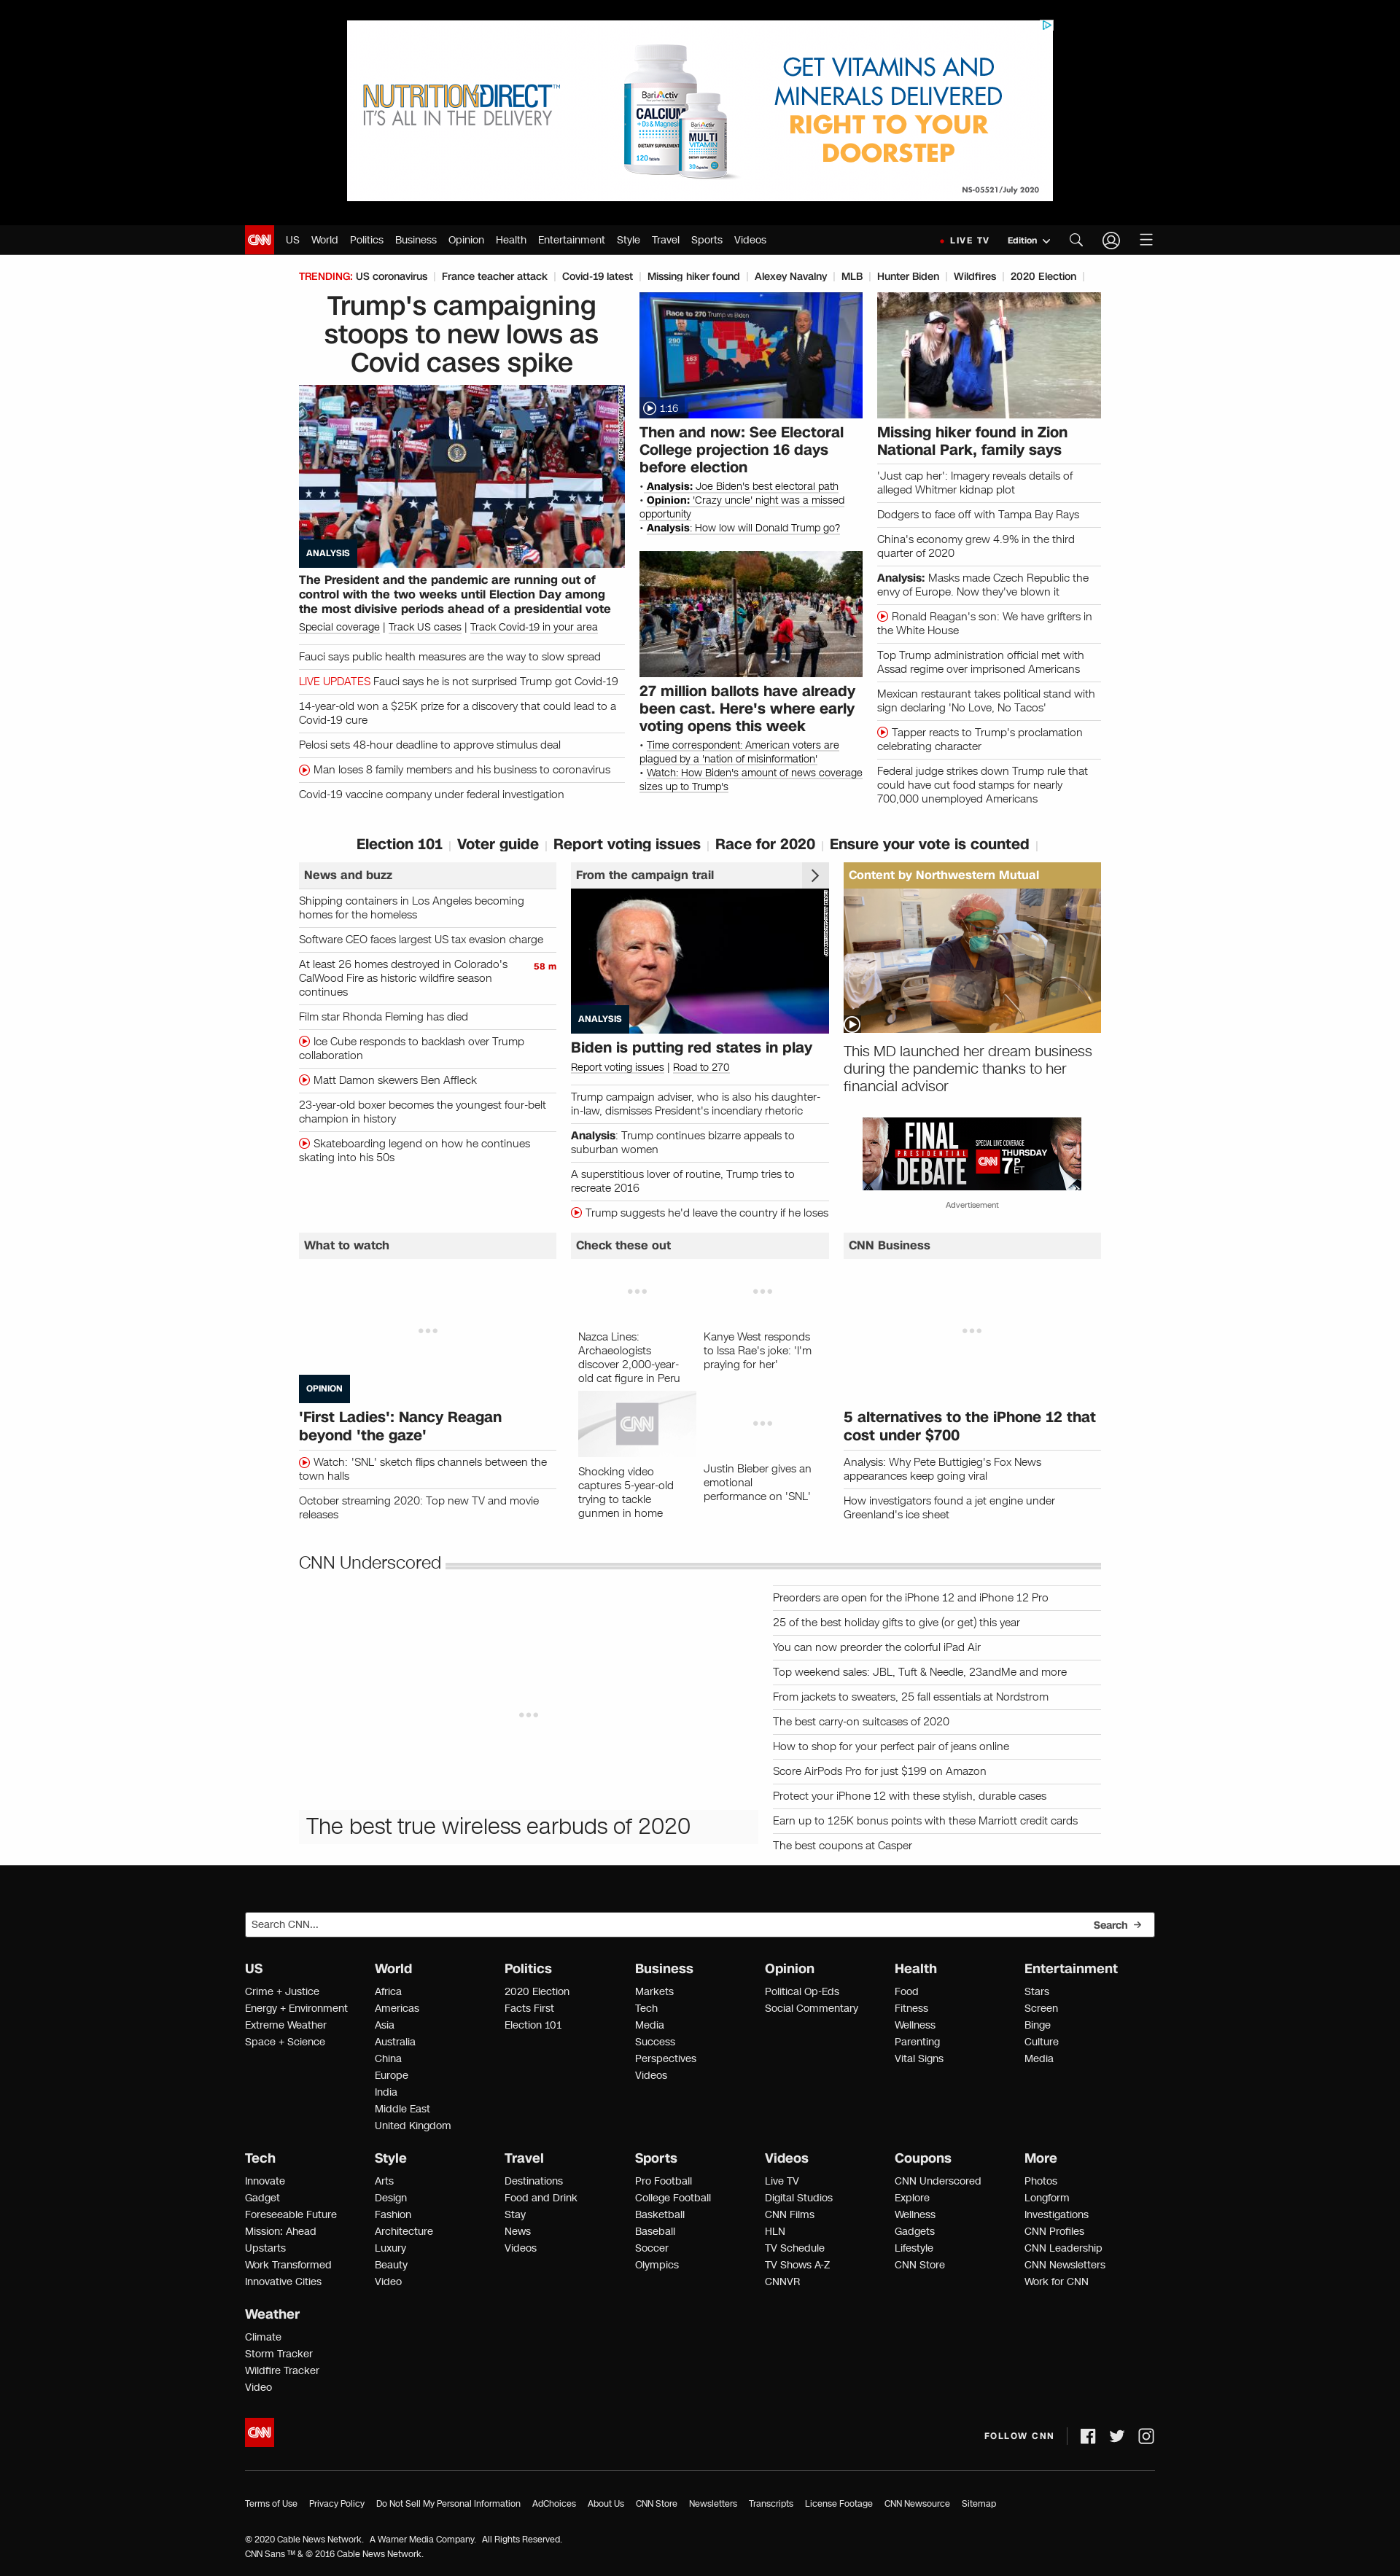 NUTRITIONDIRECT™
IT'S ALL IN THE DELIVERY
BariActiv
CALCIUM
+ D3 & Magnesium
DIETARY SUPPLEMENT
120 Tablets
BariActiv
MULTI
VITAMIN
DIETARY SUPPLEMENT
GET VITAMINS AND
MINERALS DELIVERED
RIGHT TO YOUR
DOORSTEP
NS-05521/July 2020
CNN US World Politics Business Opinion Health Entertainment Style Travel Sports Videos LIVE TV Edition
TRENDING: US coronavirus | France teacher attack | Covid-19 latest | Missing hiker found | Alexey Navalny | MLB | Hunter Biden | Wildfires | 2020 Election |
Trump's campaigning
stoops to new lows as
Covid cases spike
ANALYSIS
The President and the pandemic are running out of
control with the two weeks until Election Day among
the most divisive periods ahead of a presidential vote
Special coverage | Track US cases | Track Covid-19 in your area
Fauci says public health measures are the way to slow spread
LIVE UPDATES Fauci says he is not surprised Trump got Covid-19
14-year-old won a $25K prize for a discovery that could lead to a
Covid-19 cure
Pelosi sets 48-hour deadline to approve stimulus deal
Man loses 8 family members and his business to coronavirus
Covid-19 vaccine company under federal investigation
Race to 270 Trump vs Biden
290
163
1:16
Then and now: See Electoral
College projection 16 days
before election
• Analysis: Joe Biden's best electoral path
• Opinion: 'Crazy uncle' night was a missed
opportunity
• Analysis: How low will Donald Trump go?
27 million ballots have already
been cast. Here's where early
voting opens this week
• Time correspondent: American voters are
plagued by a 'nation of misinformation'
• Watch: How Biden's amount of news coverage
sizes up to Trump's
Missing hiker found in Zion
National Park, family says
'Just cap her': Imagery reveals details of
alleged Whitmer kidnap plot
Dodgers to face off with Tampa Bay Rays
China's economy grew 4.9% in the third
quarter of 2020
Analysis: Masks made Czech Republic the
envy of Europe. Now they've blown it
Ronald Reagan's son: We have grifters in
the White House
Top Trump administration official met with
Assad regime over imprisoned Americans
Mexican restaurant takes political stand with
sign declaring 'No Love, No Tacos'
Tapper reacts to Trump's proclamation
celebrating character
Federal judge strikes down Trump rule that
could have cut food stamps for nearly
700,000 unemployed Americans
Election 101 | Voter guide | Report voting issues | Race for 2020 | Ensure your vote is counted |
News and buzz
Shipping containers in Los Angeles becoming
homes for the homeless
Software CEO faces largest US tax evasion charge
At least 26 homes destroyed in Colorado's 58 m
CalWood Fire as historic wildfire season
continues
Film star Rhonda Fleming has died
Ice Cube responds to backlash over Trump
collaboration
Matt Damon skewers Ben Affleck
23-year-old boxer becomes the youngest four-belt
champion in history
Skateboarding legend on how he continues
skating into his 50s
From the campaign trail
ANALYSIS
Biden is putting red states in play
Report voting issues | Road to 270
Trump campaign adviser, who is also his daughter-
in-law, dismisses President's incendiary rhetoric
Analysis: Trump continues bizarre appeals to
suburban women
A superstitious lover of routine, Trump tries to
recreate 2016
Trump suggests he'd leave the country if he loses
Content by Northwestern Mutual
This MD launched her dream business
during the pandemic thanks to her
financial advisor
FINAL
PRESIDENTIAL
DEBATE
SPECIAL LIVE COVERAGE
CNN THURSDAY
7P ET
Advertisement
What to watch
OPINION
'First Ladies': Nancy Reagan
beyond 'the gaze'
Watch: 'SNL' sketch flips channels between the
town halls
October streaming 2020: Top new TV and movie
releases
Check these out
Nazca Lines:
Archaeologists
discover 2,000-year-
old cat figure in Peru
Kanye West responds
to Issa Rae's joke: 'I'm
praying for her'
CNN
Shocking video
captures 5-year-old
trying to tackle
gunmen in home
Justin Bieber gives an
emotional
performance on 'SNL'
CNN Business
5 alternatives to the iPhone 12 that
cost under $700
Analysis: Why Pete Buttigieg's Fox News
appearances keep going viral
How investigators found a jet engine under
Greenland's ice sheet
CNN Underscored
The best true wireless earbuds of 2020
Preorders are open for the iPhone 12 and iPhone 12 Pro
25 of the best holiday gifts to give (or get) this year
You can now preorder the colorful iPad Air
Top weekend sales: JBL, Tuft & Needle, 23andMe and more
From jackets to sweaters, 25 fall essentials at Nordstrom
The best carry-on suitcases of 2020
How to shop for your perfect pair of jeans online
Score AirPods Pro for just $199 on Amazon
Protect your iPhone 12 with these stylish, durable cases
Earn up to 125K bonus points with these Marriott credit cards
The best coupons at Casper
Search CNN... Search →
US
Crime + Justice
Energy + Environment
Extreme Weather
Space + Science
World
Africa
Americas
Asia
Australia
China
Europe
India
Middle East
United Kingdom
Politics
2020 Election
Facts First
Election 101
Business
Markets
Tech
Media
Success
Perspectives
Videos
Opinion
Political Op-Eds
Social Commentary
Health
Food
Fitness
Wellness
Parenting
Vital Signs
Entertainment
Stars
Screen
Binge
Culture
Media
Tech
Innovate
Gadget
Foreseeable Future
Mission: Ahead
Upstarts
Work Transformed
Innovative Cities
Style
Arts
Design
Fashion
Architecture
Luxury
Beauty
Video
Travel
Destinations
Food and Drink
Stay
News
Videos
Sports
Pro Football
College Football
Basketball
Baseball
Soccer
Olympics
Videos
Live TV
Digital Studios
CNN Films
HLN
TV Schedule
TV Shows A-Z
CNNVR
Coupons
CNN Underscored
Explore
Wellness
Gadgets
Lifestyle
CNN Store
More
Photos
Longform
Investigations
CNN Profiles
CNN Leadership
CNN Newsletters
Work for CNN
Weather
Climate
Storm Tracker
Wildfire Tracker
Video
CNN
FOLLOW CNN
Terms of Use Privacy Policy Do Not Sell My Personal Information AdChoices About Us CNN Store Newsletters Transcripts License Footage CNN Newsource Sitemap
© 2020 Cable News Network. A Warner Media Company. All Rights Reserved.
CNN Sans ™ & © 2016 Cable News Network.